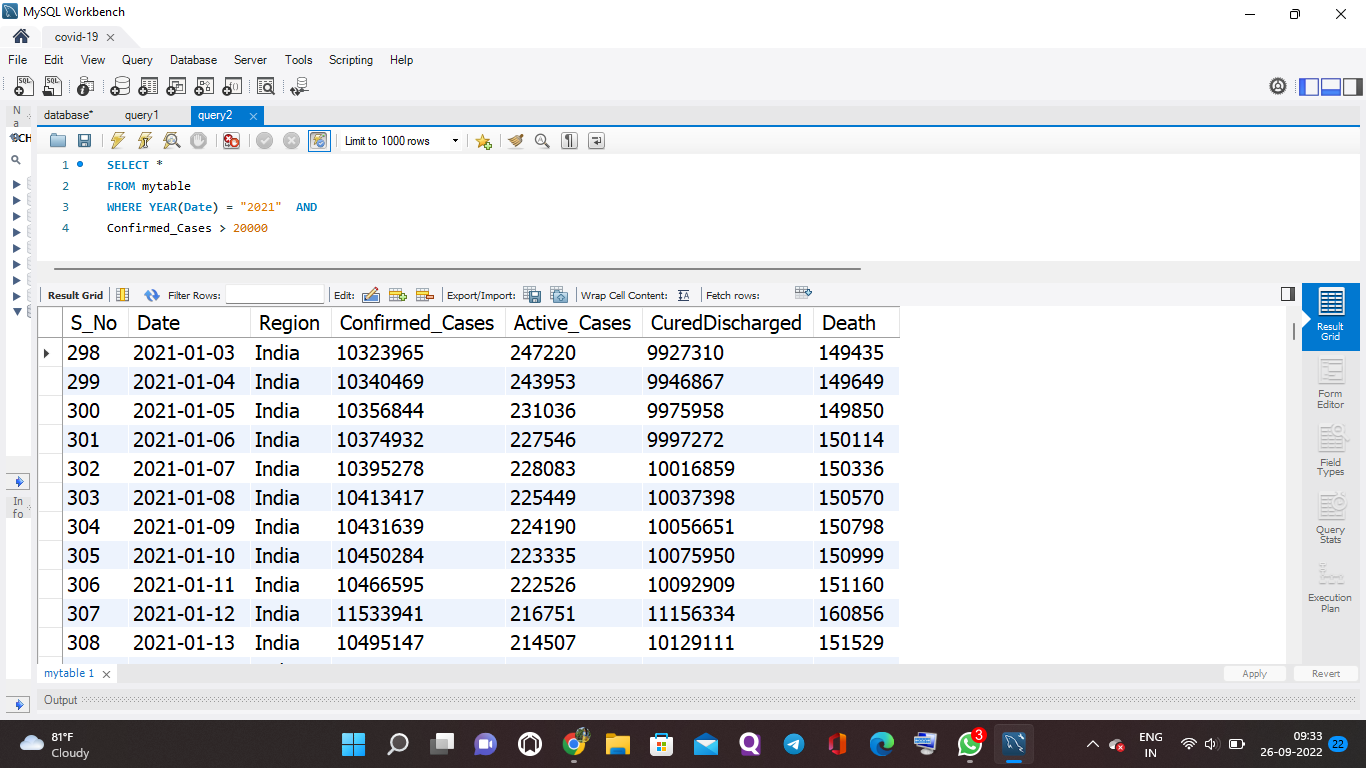 MySQL Workbench
covid-19
File Edit View Query Database Server Tools Scripting Help
N
a
database* query1 query2
Limit to 1000 rows
1 SELECT *
2 FROM mytable
3 WHERE YEAR(Date) = "2021" AND
4 Confirmed_Cases > 20000
Result Grid Filter Rows: Edit: Export/Import: Wrap Cell Content: Fetch rows:
S_No Date Region Confirmed_Cases Active_Cases CuredDischarged Death
298 2021-01-03 India 10323965 247220 9927310 149435
299 2021-01-04 India 10340469 243953 9946867 149649
300 2021-01-05 India 10356844 231036 9975958 149850
301 2021-01-06 India 10374932 227546 9997272 150114
302 2021-01-07 India 10395278 228083 10016859 150336
303 2021-01-08 India 10413417 225449 10037398 150570
304 2021-01-09 India 10431639 224190 10056651 150798
305 2021-01-10 India 10450284 223335 10075950 150999
306 2021-01-11 India 10466595 222526 10092909 151160
307 2021-01-12 India 11533941 216751 11156334 160856
308 2021-01-13 India 10495147 214507 10129111 151529
Result
Grid
Form
Editor
Field
Types
Query
Stats
Execution
Plan
In
fo
mytable 1
Apply Revert
Output
81°F
Cloudy
3
ENG
IN
09:33
26-09-2022
22